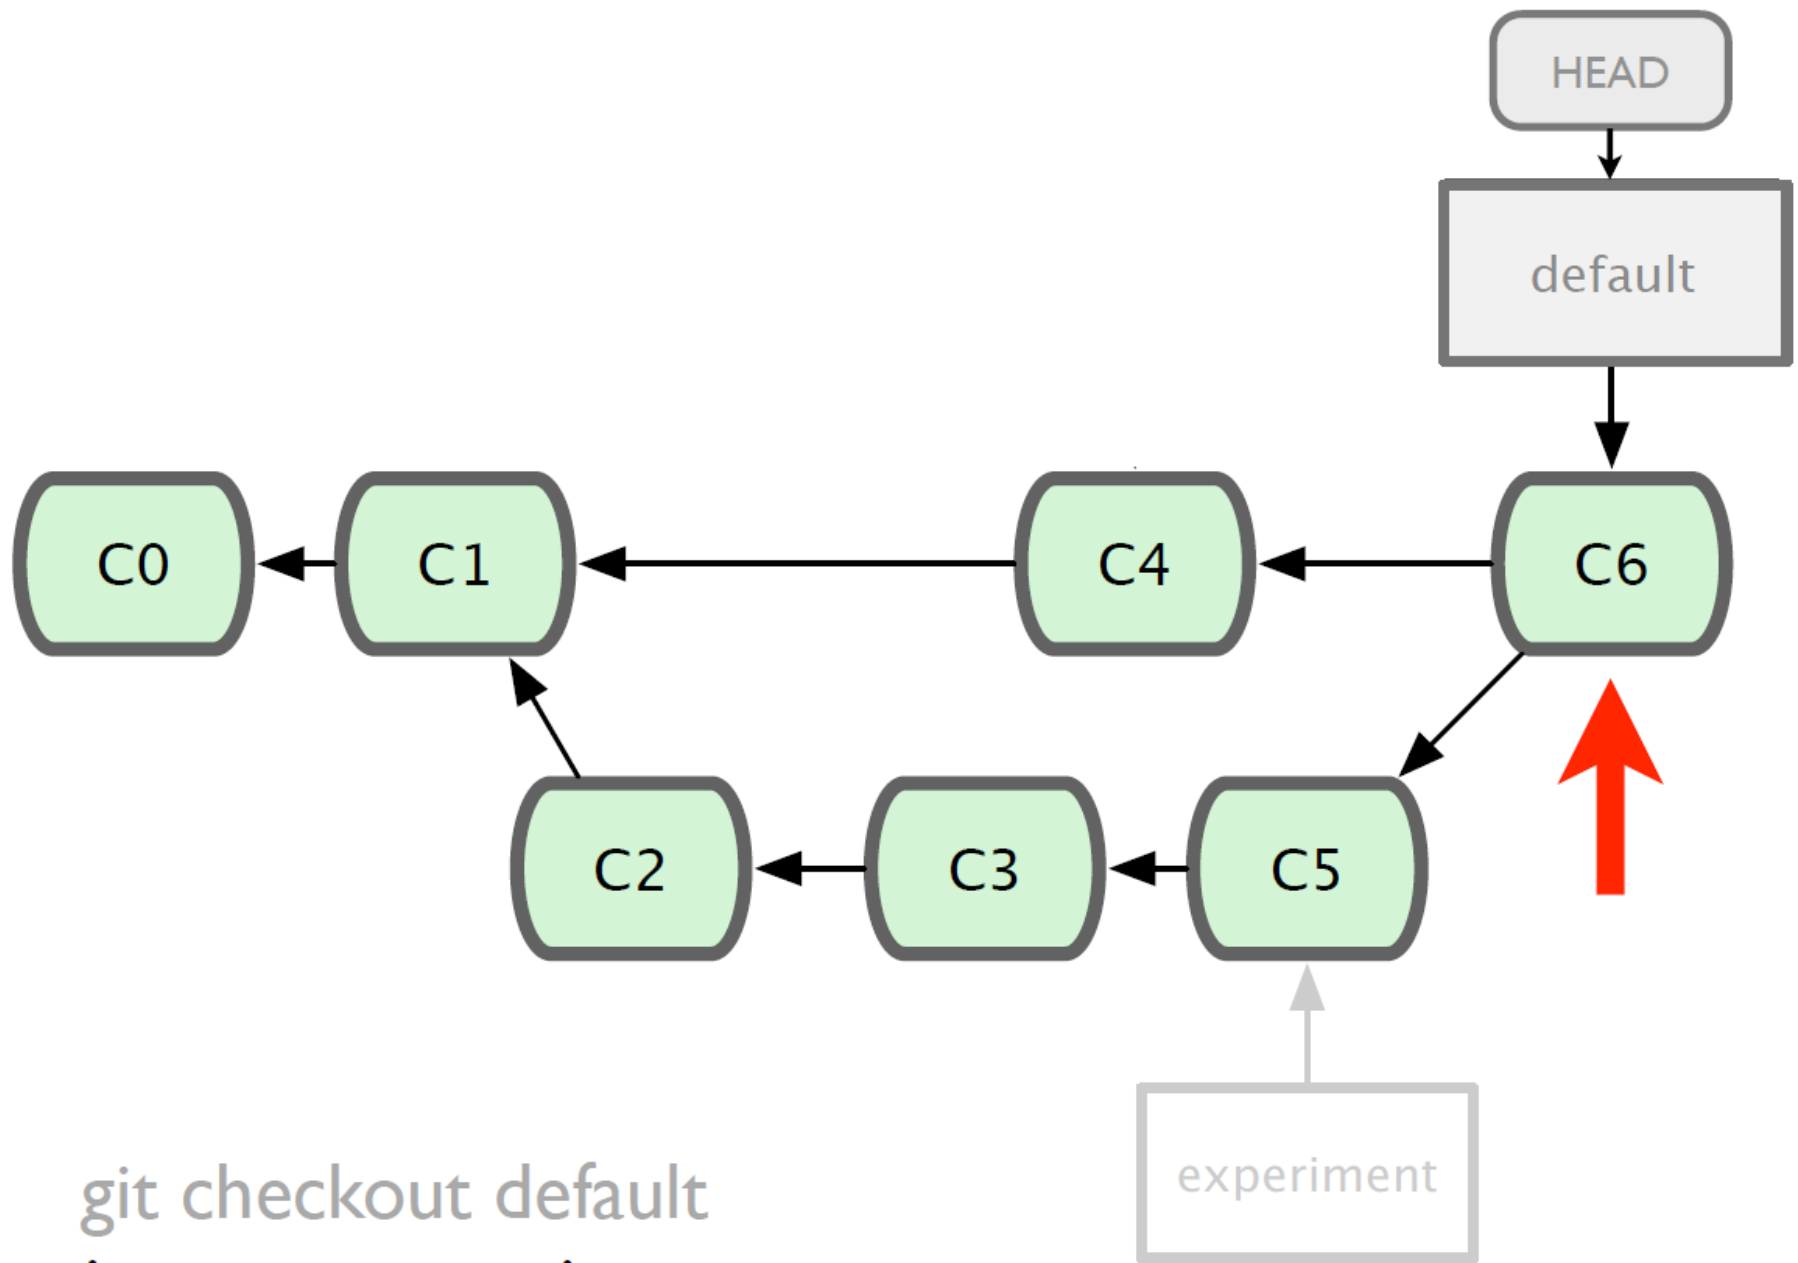 HEAD
default
C0 C1 C4 C6
C2 C3 C5
experiment
git checkout default